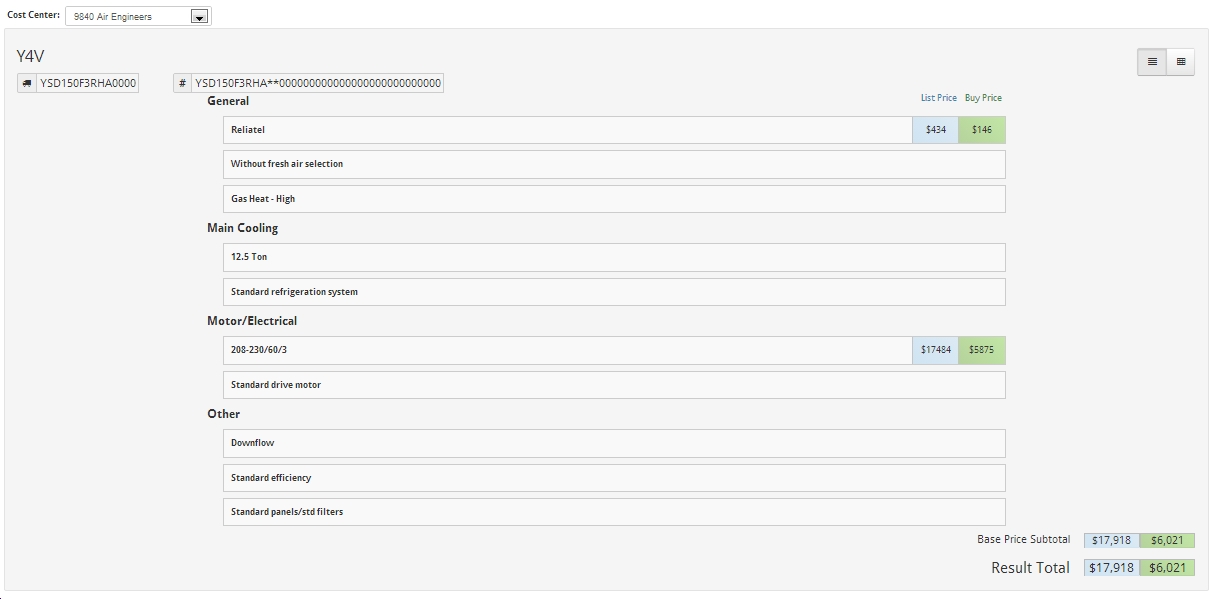 Cost Center: 9840 Air Engineers
Y4V
YSD150F3RHA0000 # YSD150F3RHA**000000000000000000000000000
General List Price Buy Price
Reliatel $434 $146
Without fresh air selection
Gas Heat - High
Main Cooling
12.5 Ton
Standard refrigeration system
Motor/Electrical
208-230/60/3 $17484 $5875
Standard drive motor
Other
Downflow
Standard efficiency
Standard panels/std filters
Base Price Subtotal $17,918 $6,021
Result Total $17,918 $6,021